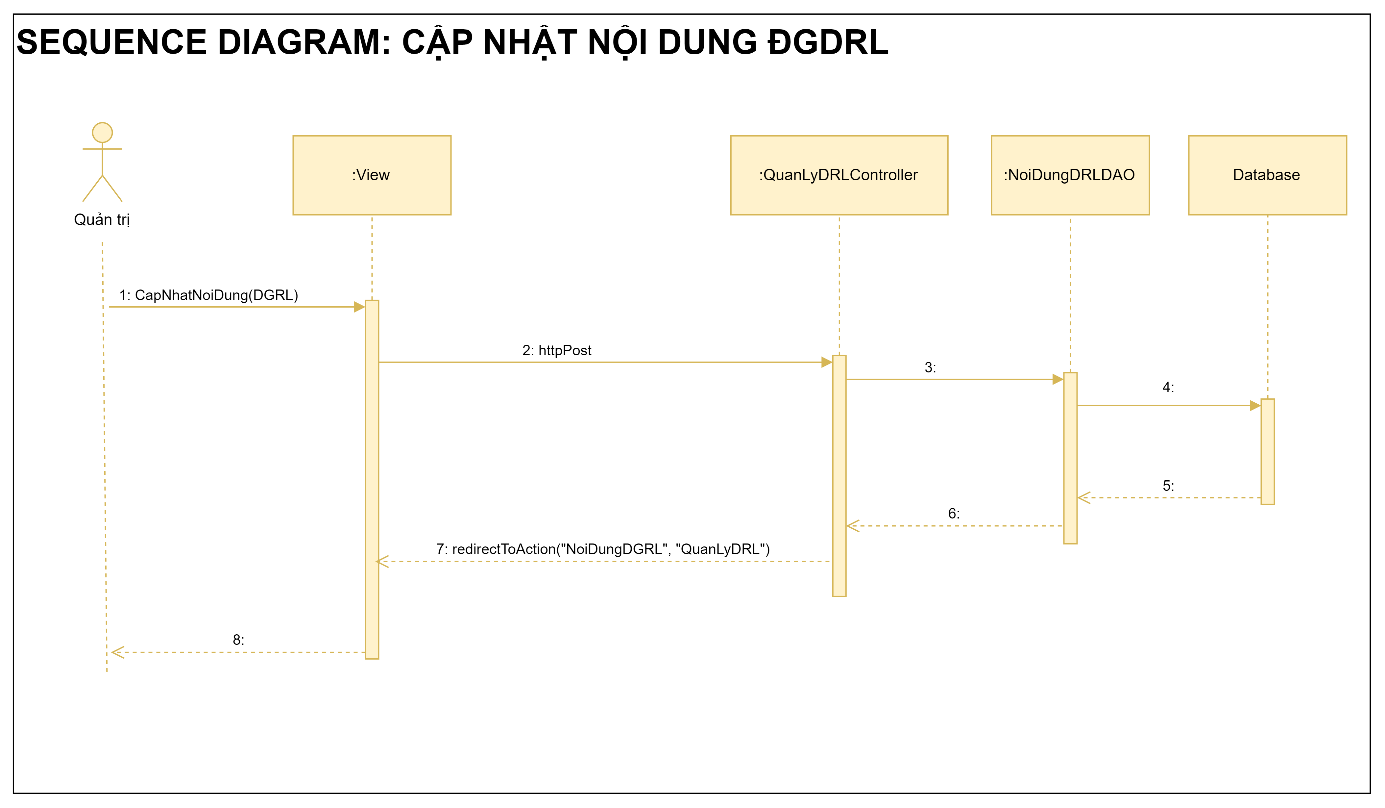 SEQUENCE DIAGRAM: CẬP NHẬT NỘI DUNG ĐGDRL
:View
:QuanLyDRLController
:NoiDungDRLDAO
Database
Quản trị
1: CapNhatNoiDung(DGRL)
2: httpPost
3:
4:
5:
6:
7: redirectToAction("NoiDungDGRL", "QuanLyDRL")
8: